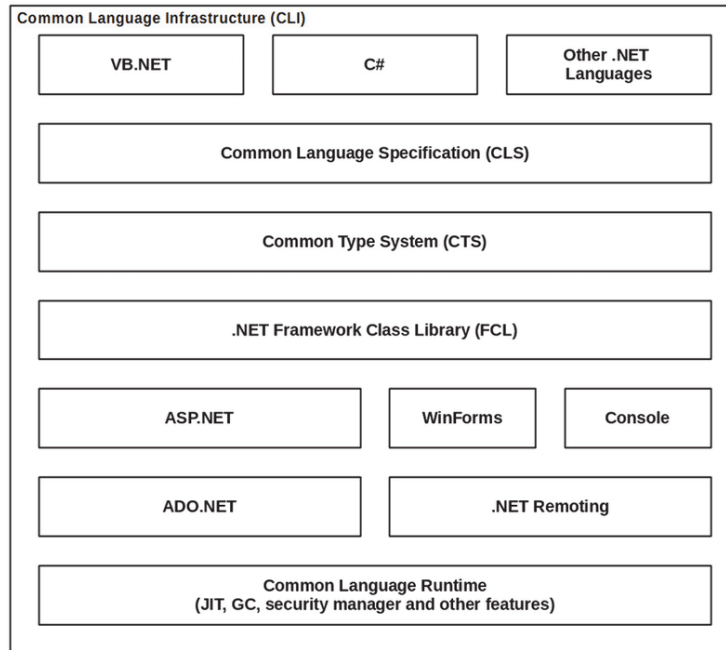 Common Language Infrastructure (CLI)
VB.NET
C#
Other .NET
Languages
Common Language Specification (CLS)
Common Type System (CTS)
.NET Framework Class Library (FCL)
ASP.NET
WinForms
Console
ADO.NET
.NET Remoting
Common Language Runtime
(JIT, GC, security manager and other features)